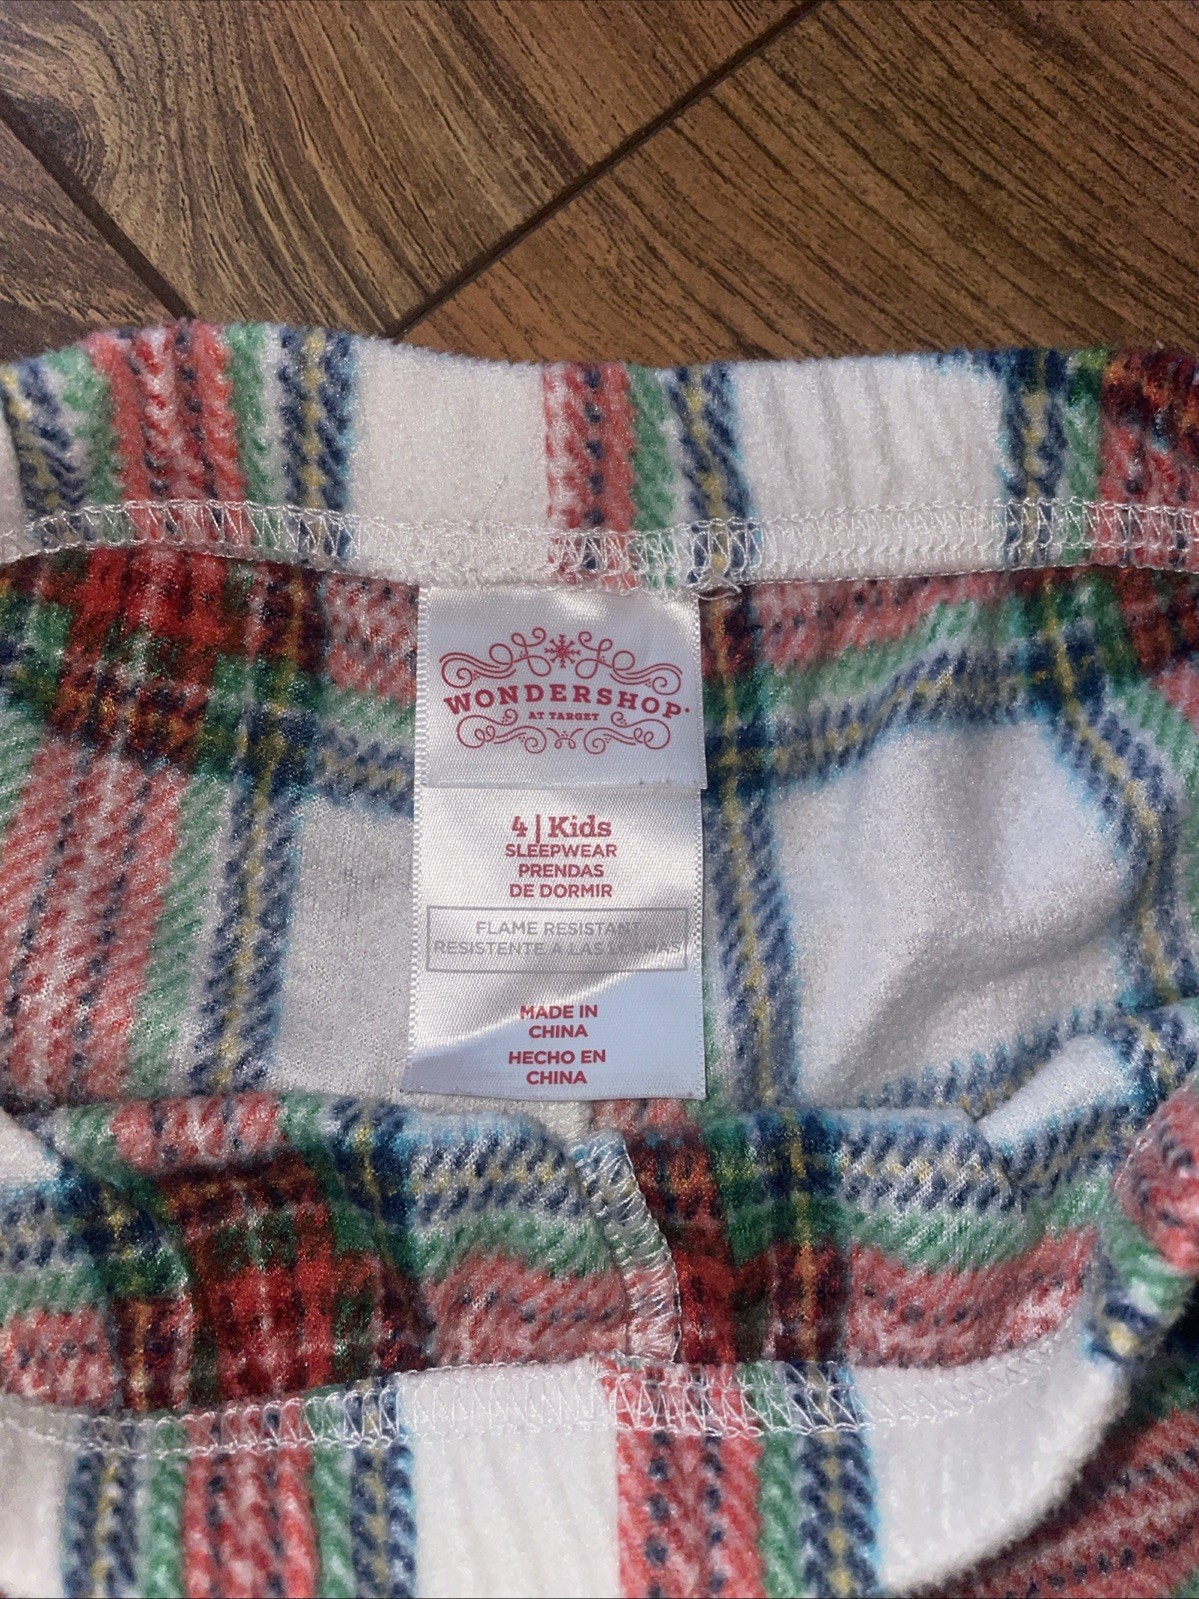 WONDERSHOP
AT TARGET
4 | Kids
SLEEPWEAR
PRENDAS
DE DORMIR
FLAME RESISTANT
RESISTENTE A LAS LLAMAS
MADE IN
CHINA
HECHO EN
CHINA